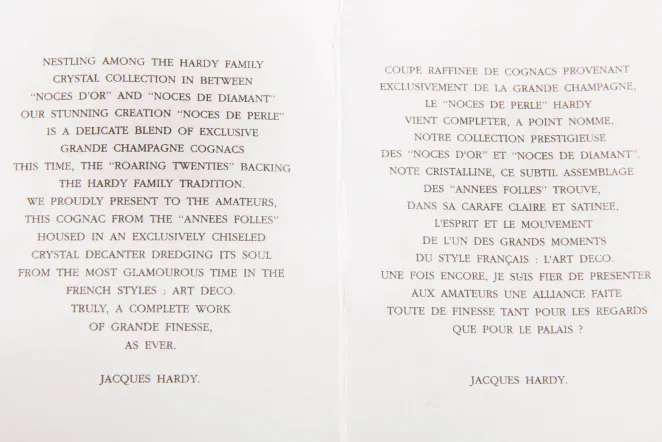 NESTLING AMONG THE HARDY FAMILY
CRYSTAL COLLECTION IN BETWEEN
"NOCES D'OR" AND "NOCES DE DIAMANT"
OUR STUNNING CREATION "NOCES DE PERLE"
IS A DELICATE BLEND OF EXCLUSIVE
GRANDE CHAMPAGNE COGNACS
THIS TIME, THE "ROARING TWENTIES" BACKING
THE HARDY FAMILY TRADITION.
WE PROUDLY PRESENT TO THE AMATEURS,
THIS COGNAC FROM THE "ANNEES FOLLES"
HOUSED IN AN EXCLUSIVELY CHISELED
CRYSTAL DECANTER DREDGING ITS SOUL
FROM THE MOST GLAMOUROUS TIME IN THE
FRENCH STYLES : ART DECO.
TRULY, A COMPLETE WORK
OF GRANDE FINESSE,
AS EVER.
JACQUES HARDY.
COUPE RAFFINEE DE COGNACS PROVENANT
EXCLUSIVEMENT DE LA GRANDE CHAMPAGNE,
LE "NOCES DE PERLE" HARDY
VIENT COMPLETER, A POINT NOMME,
NOTRE COLLECTION PRESTIGIEUSE
DES "NOCES D'OR" ET "NOCES DE DIAMANT".
NOTE CRISTALLINE, CE SUBTIL ASSEMBLAGE
DES "ANNEES FOLLES" TROUVE,
DANS SA CARAFE CLAIRE ET SATINEE,
L'ESPRIT ET LE MOUVEMENT
DE L'UN DES GRANDS MOMENTS
DU STYLE FRANÇAIS : L'ART DECO.
UNE FOIS ENCORE, JE SUIS FIER DE PRESENTER
AUX AMATEURS UNE ALLIANCE FAITE
TOUTE DE FINESSE TANT POUR LES REGARDS
QUE POUR LE PALAIS ?
JACQUES HARDY.